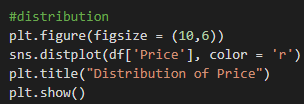 #distribution
plt.figure(figsize = (10,6))
sns.distplot(df['Price'], color = 'r')
plt.title("Distribution of Price")
plt.show()